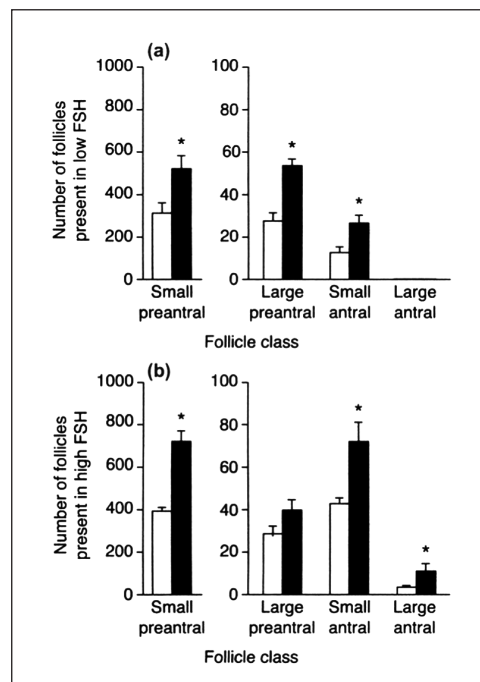 (a)
Number of follicles
present in low FSH
1000
800
600
400
200
0
*
Small
preantral
100
80
60
40
20
0
*
*
Large
preantral
Small
antral
Large
antral
Follicle class
(b)
Number of follicles
present in high FSH
1000
800
600
400
200
0
*
Small
preantral
100
80
60
40
20
0
*
*
Large
preantral
Small
antral
Large
antral
Follicle class